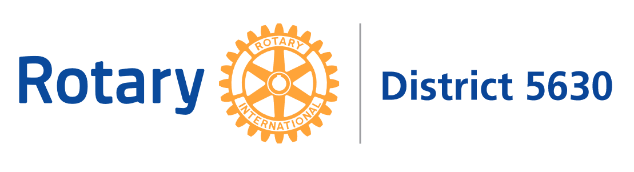 Rotary
ROTARY
INTERNATIONAL
District 5630